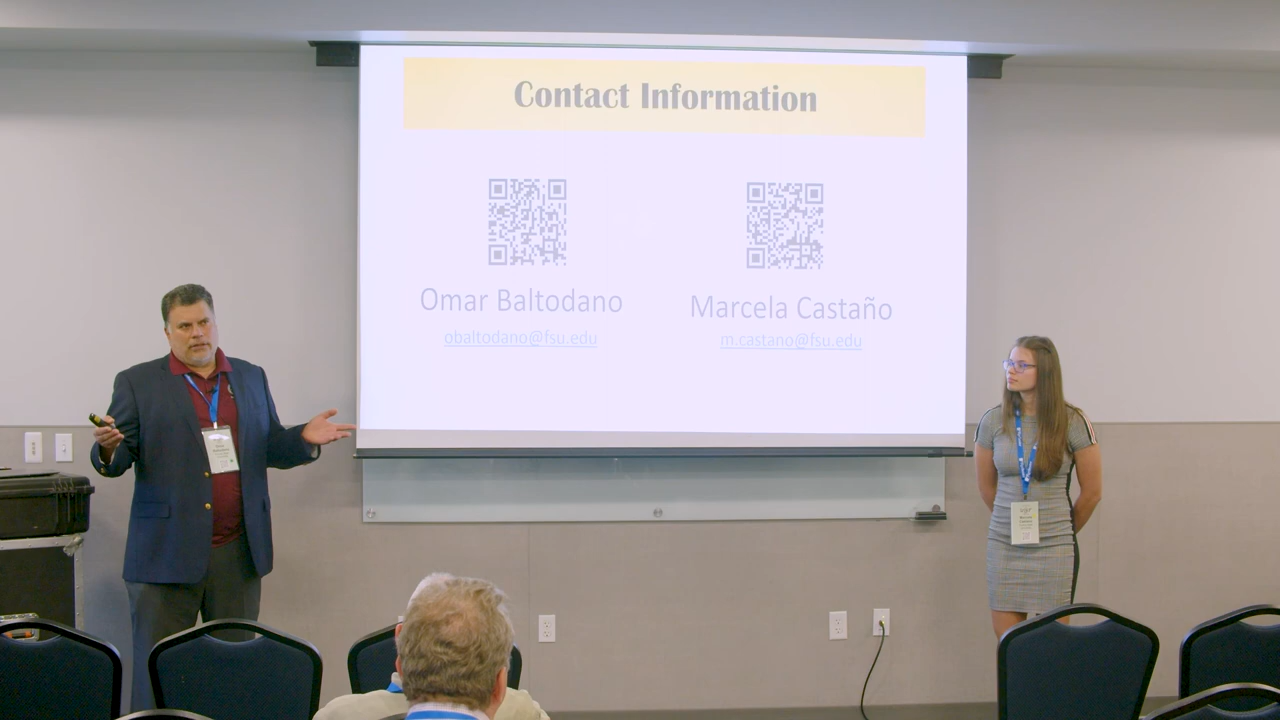 Contact Information
Omar Baltodano
Marcela Castaño
obaltodano@fsu.edu
m.castano@fsu.edu